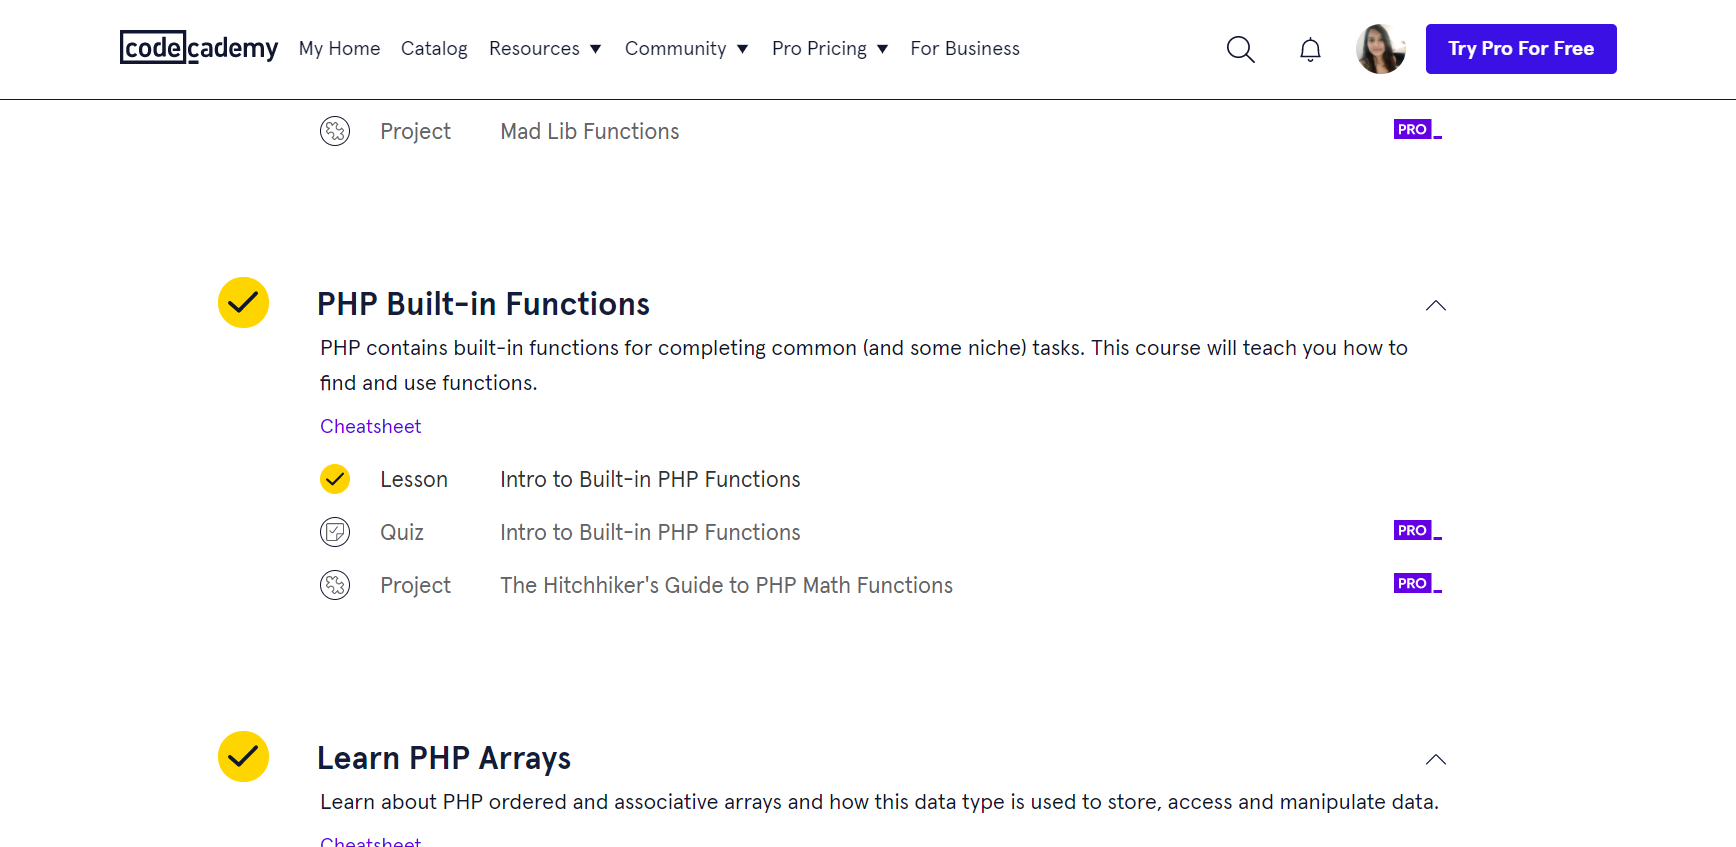 codecademy My Home Catalog Resources Community Pro Pricing For Business Try Pro For Free
Project Mad Lib Functions PRO
PHP Built-in Functions
PHP contains built-in functions for completing common (and some niche) tasks. This course will teach you how to
find and use functions.
Cheatsheet
Lesson Intro to Built-in PHP Functions
Quiz Intro to Built-in PHP Functions PRO
Project The Hitchhiker's Guide to PHP Math Functions PRO
Learn PHP Arrays
Learn about PHP ordered and associative arrays and how this data type is used to store, access and manipulate data.
Cheatsheet